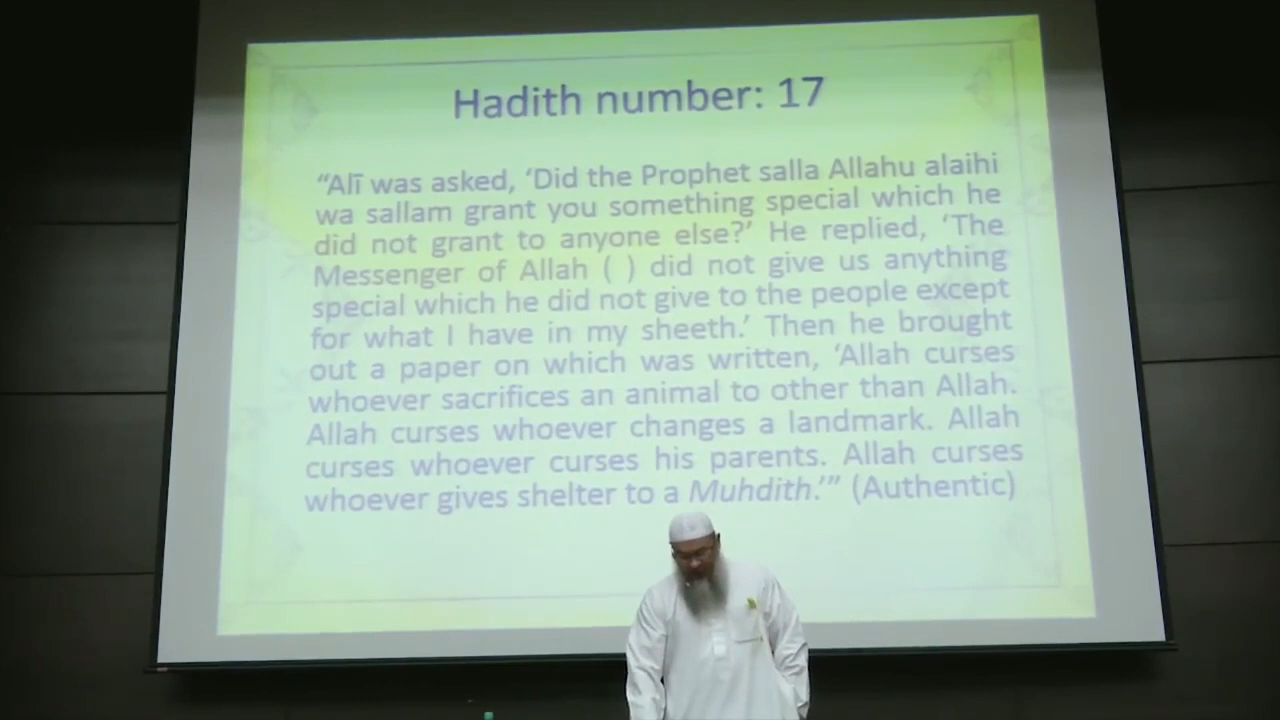 Hadith number: 17
“Alī was asked, ‘Did the Prophet salla Allahu alaihi
wa sallam grant you something special which he
did not grant to anyone else?’ He replied, ‘The
Messenger of Allah ( ) did not give us anything
special which he did not give to the people except
for what I have in my sheeth.’ Then he brought
out a paper on which was written, ‘Allah curses
whoever sacrifices an animal to other than Allah.
Allah curses whoever changes a landmark. Allah
curses whoever curses his parents. Allah curses
whoever gives shelter to a Muhdith.’” (Authentic)